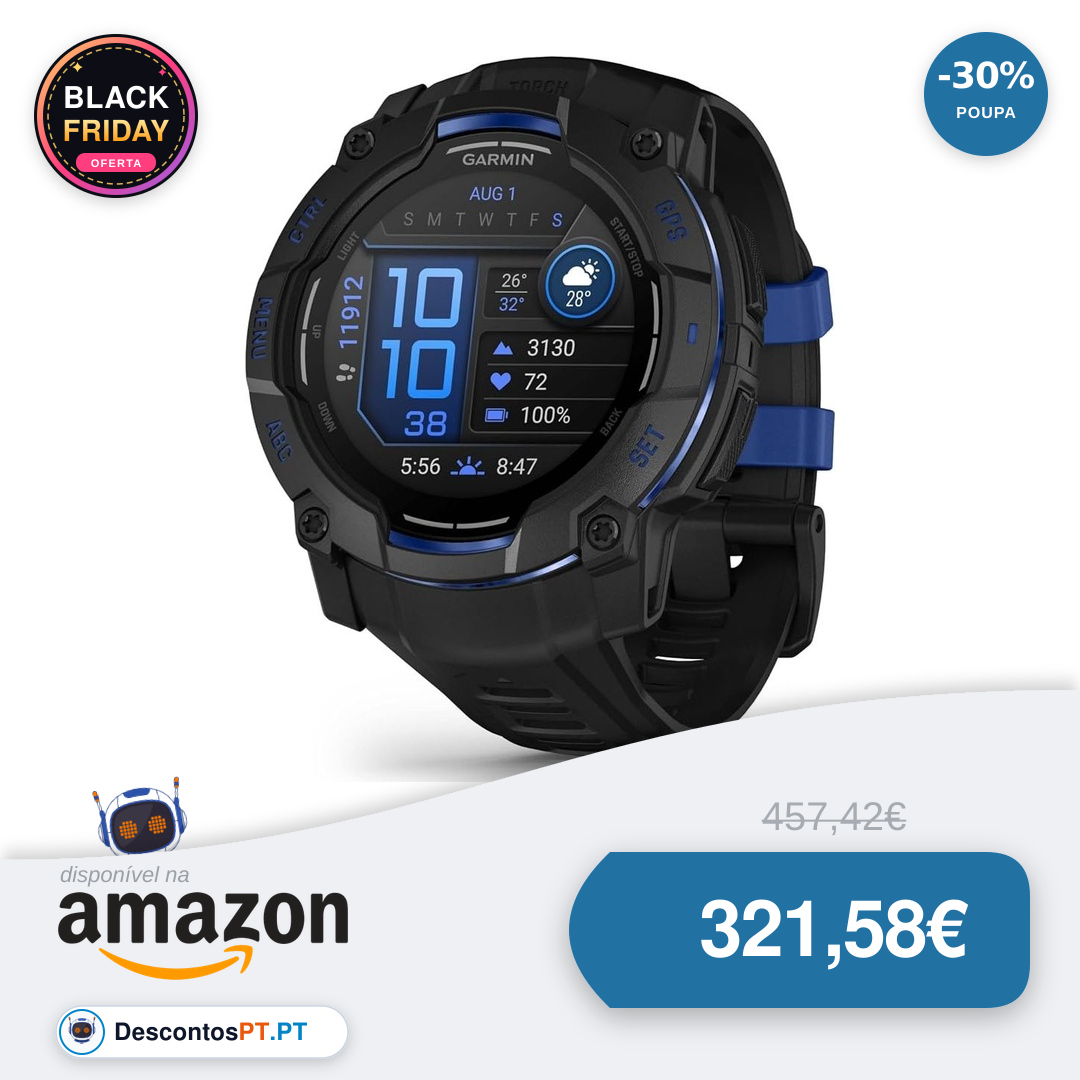 BLACK
FRIDAY
OFERTA
-30%
POUPA
TORCH
GARMIN
AUG 1
S M T W T F S
CTRL
LIGHT
GPS
START/STOP
MENU
UP
11912
10
10
38
26°
32°
28°
3130
72
100%
DOWN
BACK
ABC
SET
5:56
8:47
457,42€
321,58€
disponível na
amazon
DescontosPT.PT